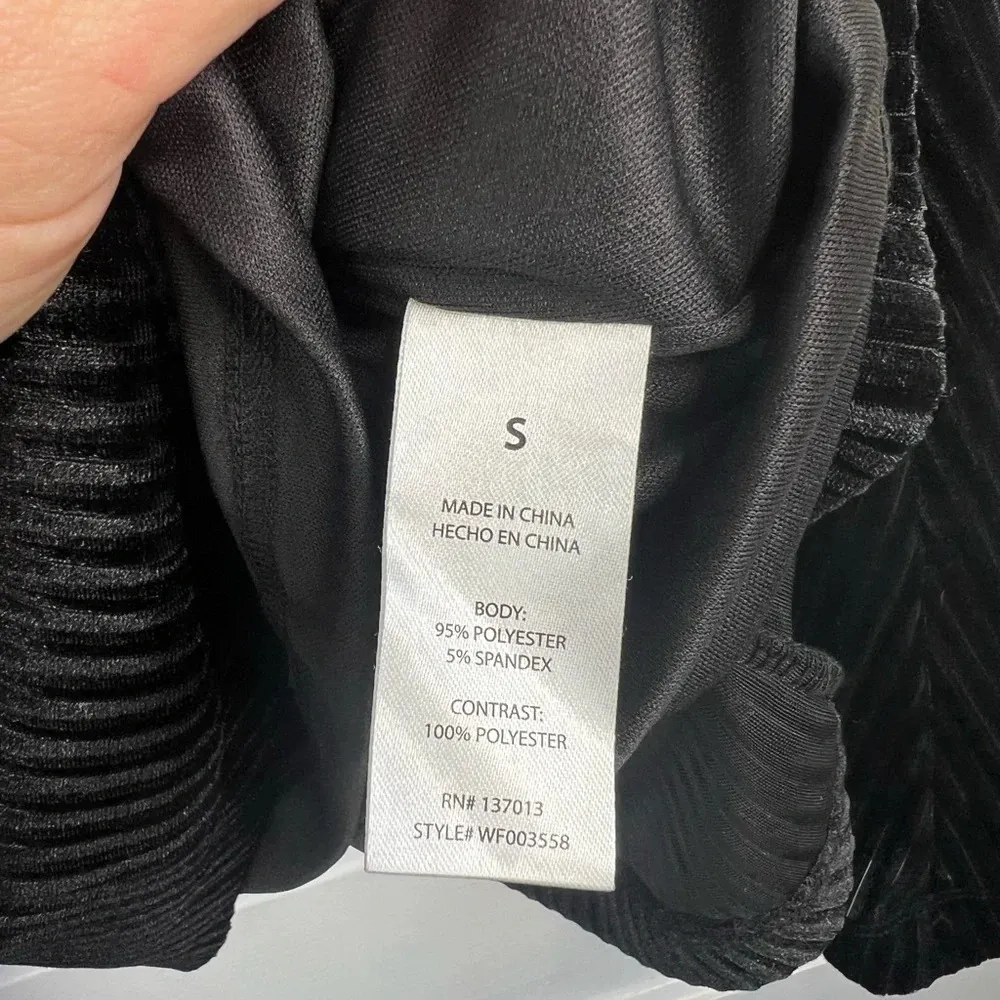 S
MADE IN CHINA
HECHO EN CHINA
BODY:
95% POLYESTER
5% SPANDEX
CONTRAST:
100% POLYESTER
RN# 137013
STYLE# WF003558